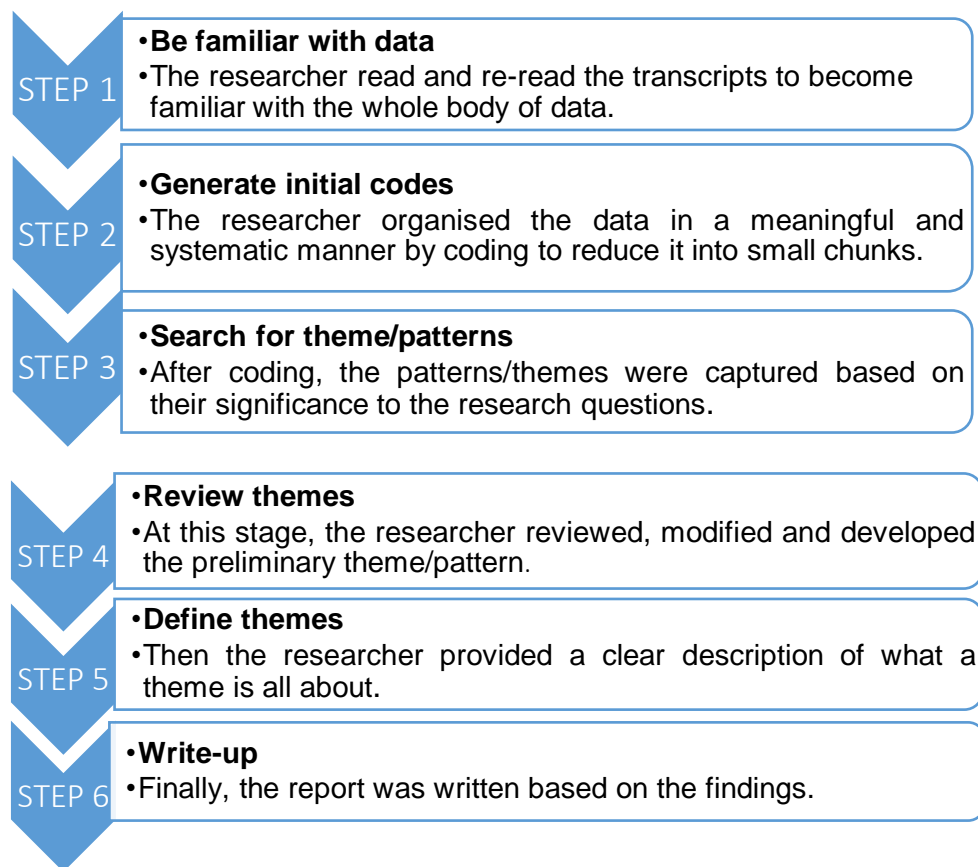 STEP 1
•Be familiar with data
•The researcher read and re-read the transcripts to become
familiar with the whole body of data.
STEP 2
•Generate initial codes
•The researcher organised the data in a meaningful and
systematic manner by coding to reduce it into small chunks.
STEP 3
•Search for theme/patterns
•After coding, the patterns/themes were captured based on
their significance to the research questions.
STEP 4
•Review themes
•At this stage, the researcher reviewed, modified and developed
the preliminary theme/pattern.
STEP 5
•Define themes
•Then the researcher provided a clear description of what a
theme is all about.
STEP 6
•Write-up
•Finally, the report was written based on the findings.